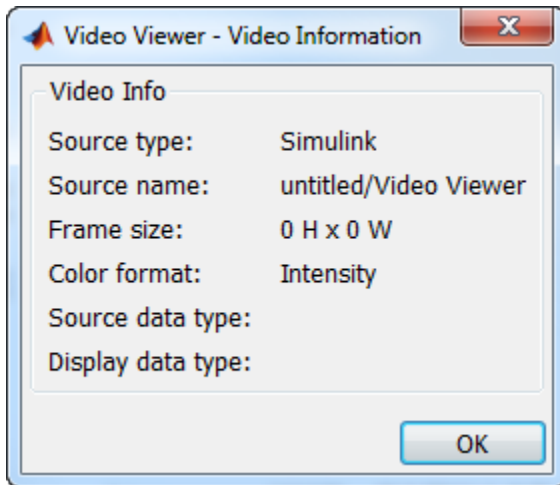 Video Viewer - Video Information
Video Info
Source type: Simulink
Source name: untitled/Video Viewer
Frame size: 0 H x 0 W
Color format: Intensity
Source data type:
Display data type:
OK